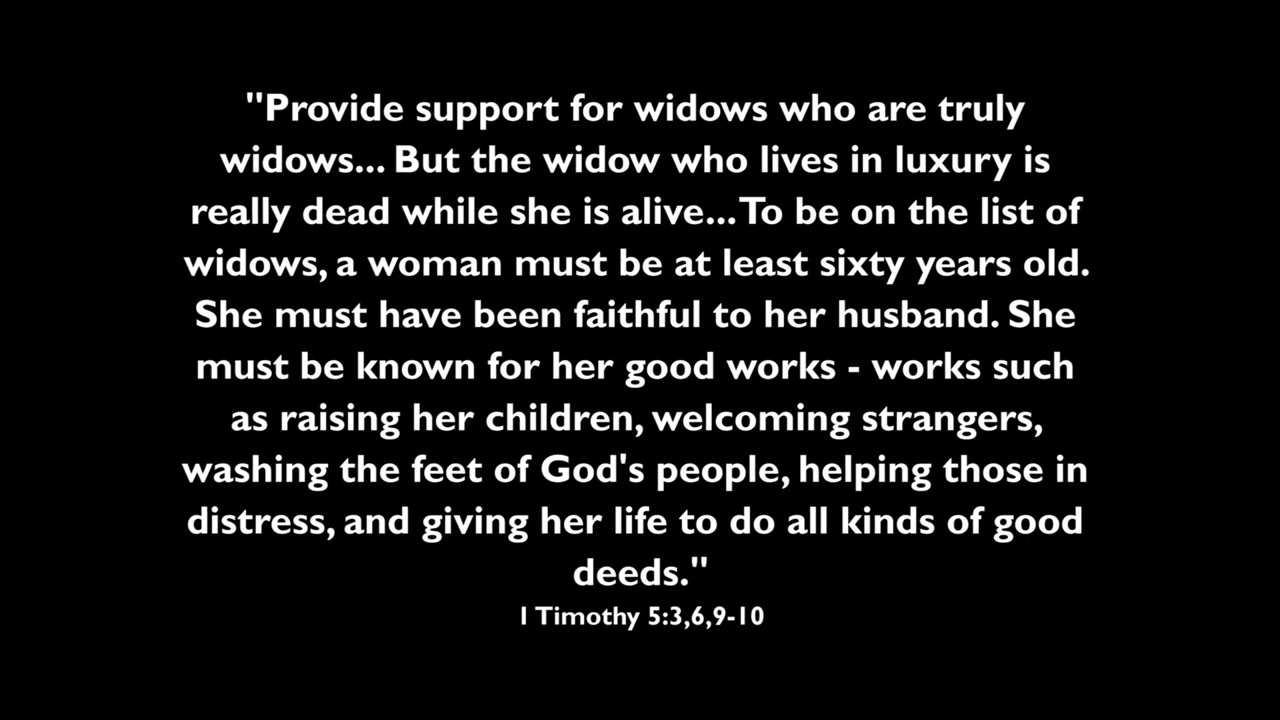 "Provide support for widows who are truly
widows... But the widow who lives in luxury is
really dead while she is alive... To be on the list of
widows, a woman must be at least sixty years old.
She must have been faithful to her husband. She
must be known for her good works - works such
as raising her children, welcoming strangers,
washing the feet of God's people, helping those in
distress, and giving her life to do all kinds of good
deeds."
1 Timothy 5:3,6,9-10